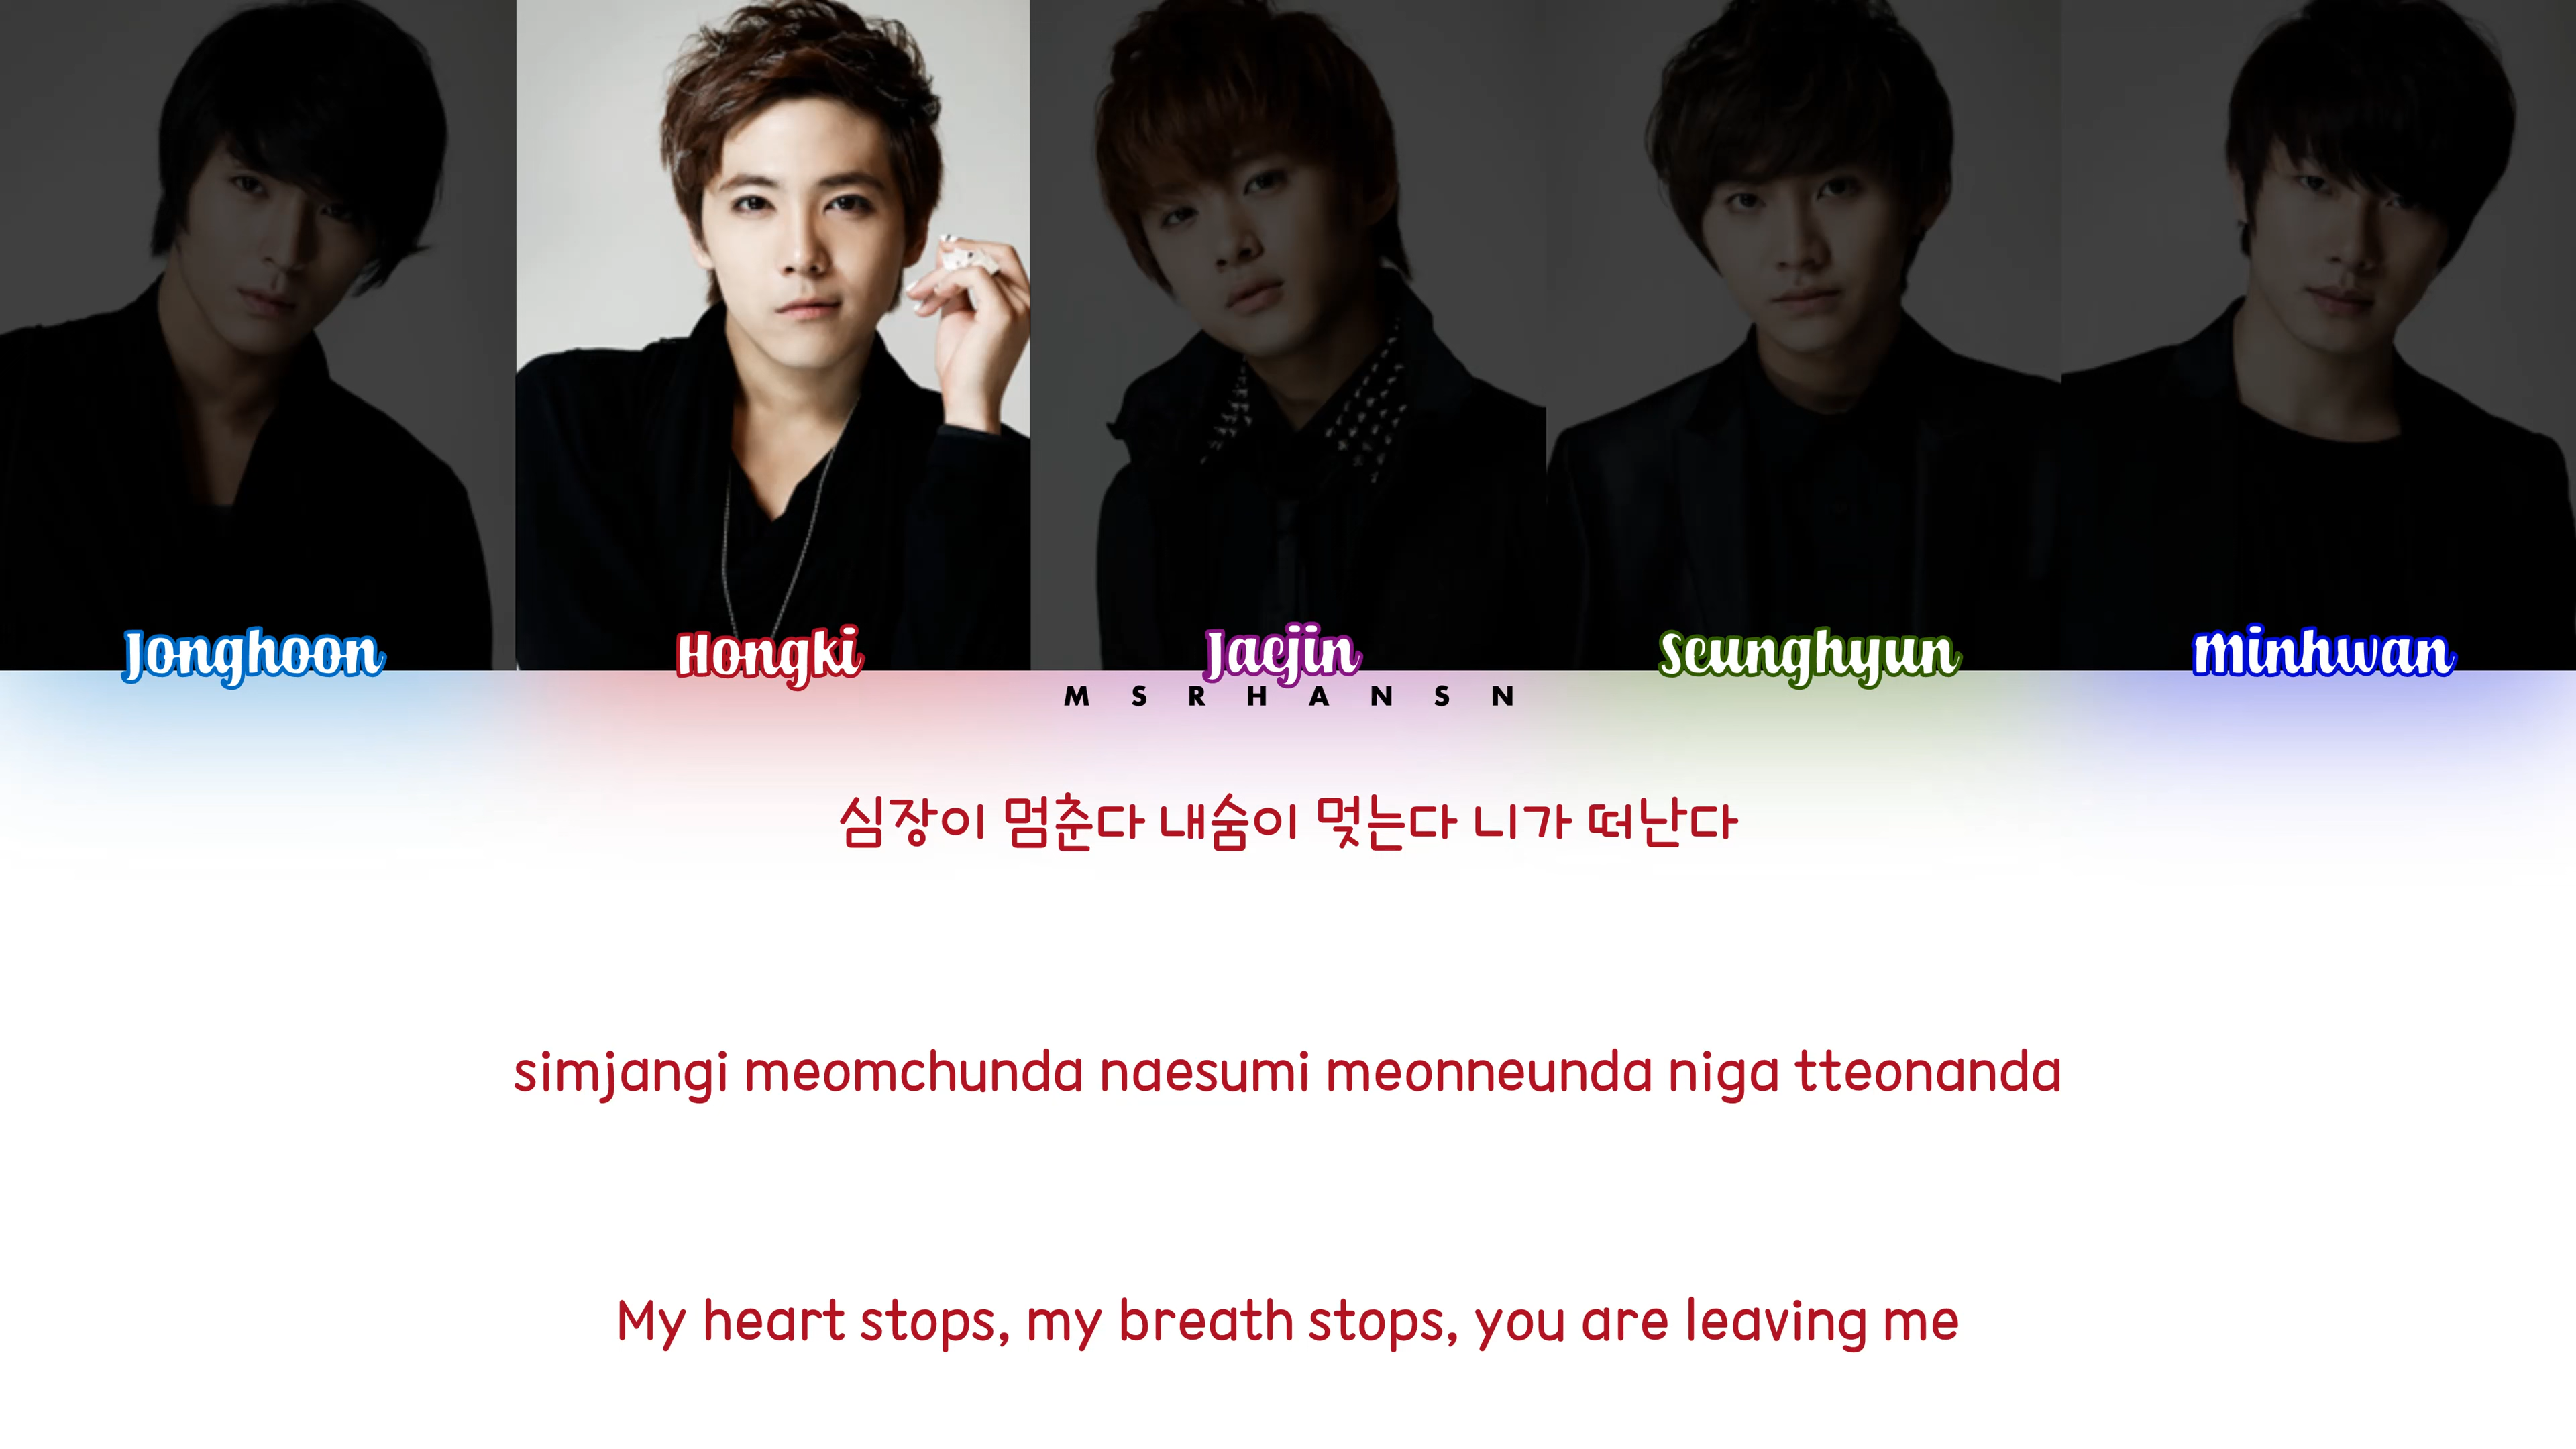 Jonghoon Hongki Jaejin Seunghyun Minhwan
MSRHANSN
심장이 멈춘다 내숨이 멎는다 니가 떠난다
simjangi meomchunda naesumi meonneunda niga tteonanda
My heart stops, my breath stops, you are leaving me